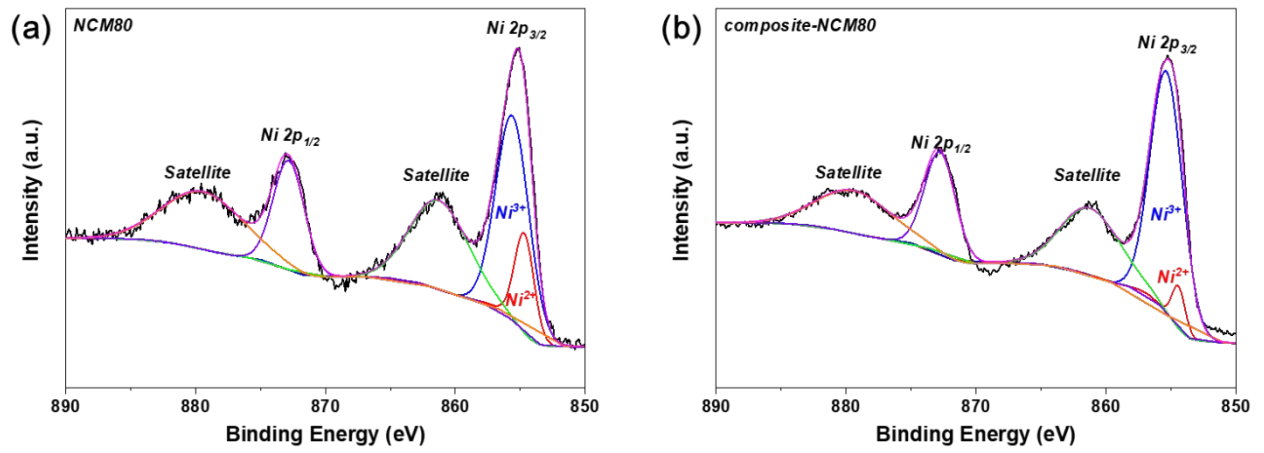 (a)
NCM80
Ni 2p3/2
Ni 2p1/2
Satellite
Satellite
Ni3+
Ni2+
Intensity (a.u.)
890 880 870 860 850
Binding Energy (eV)
(b)
composite-NCM80
Ni 2p3/2
Ni 2p1/2
Satellite
Satellite
Ni3+
Ni2+
Intensity (a.u.)
890 880 870 860 850
Binding Energy (eV)